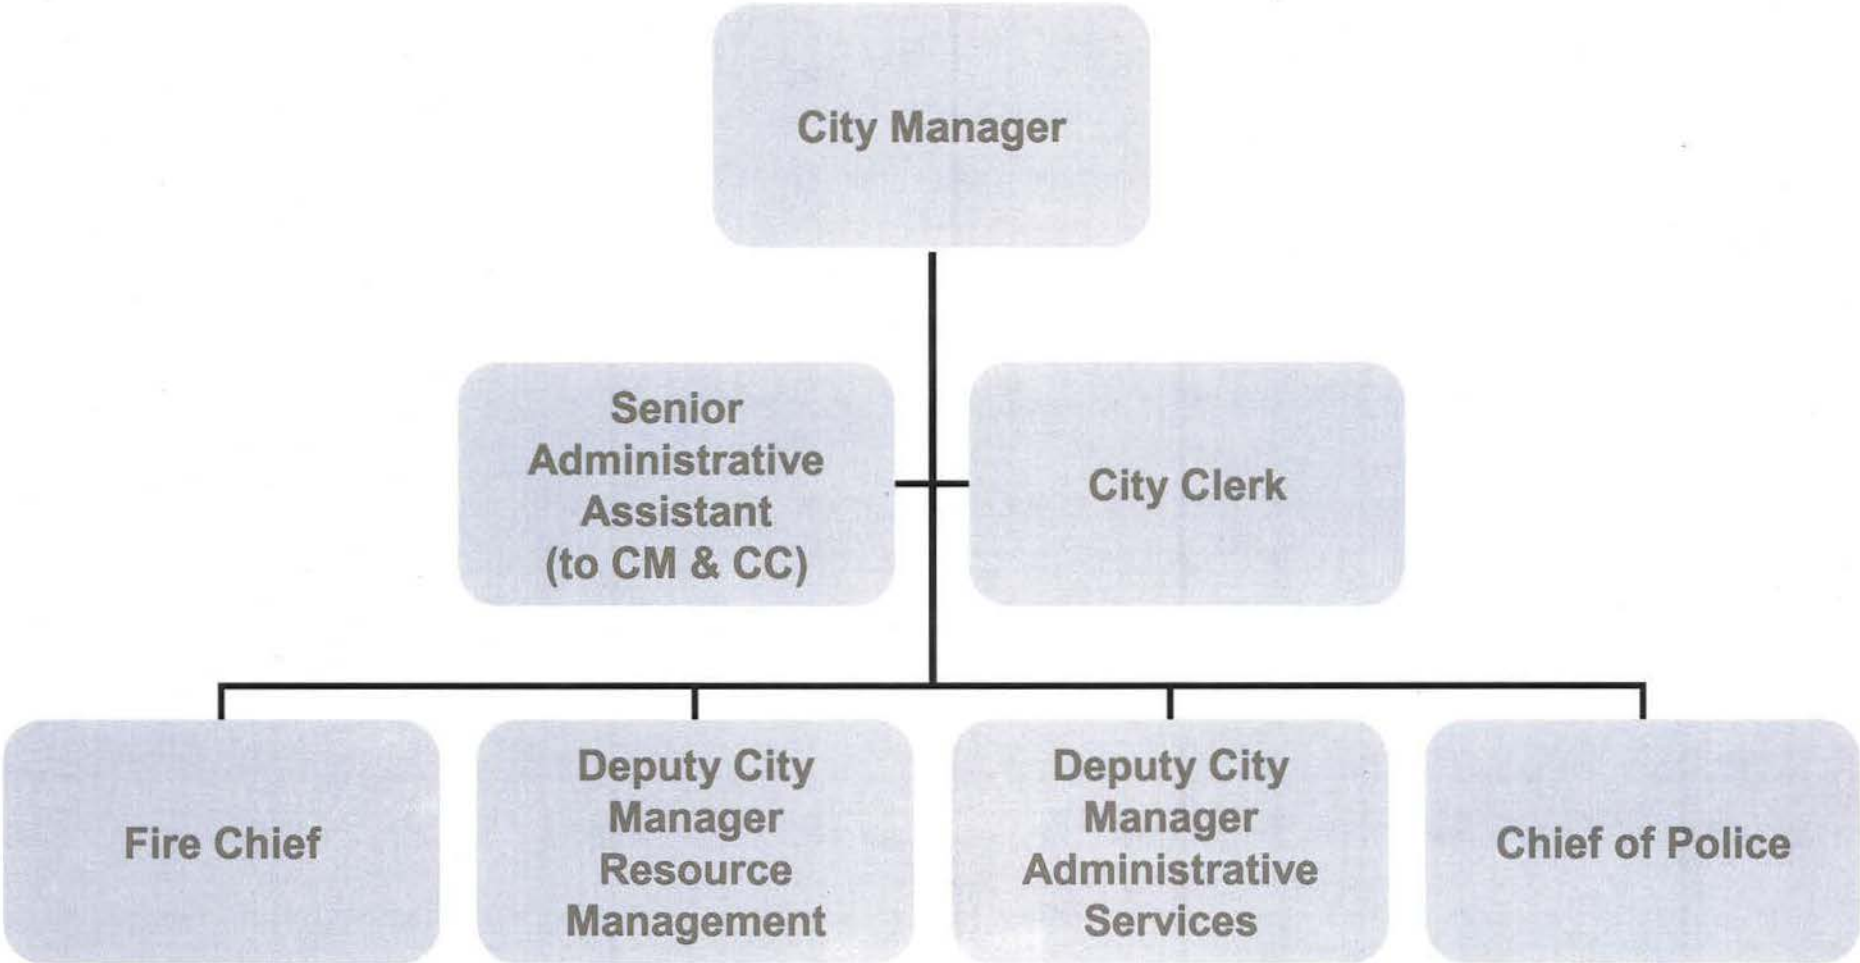 City Manager
Senior
Administrative
Assistant
(to CM & CC)
City Clerk
Fire Chief
Deputy City
Manager
Resource
Management
Deputy City
Manager
Administrative
Services
Chief of Police